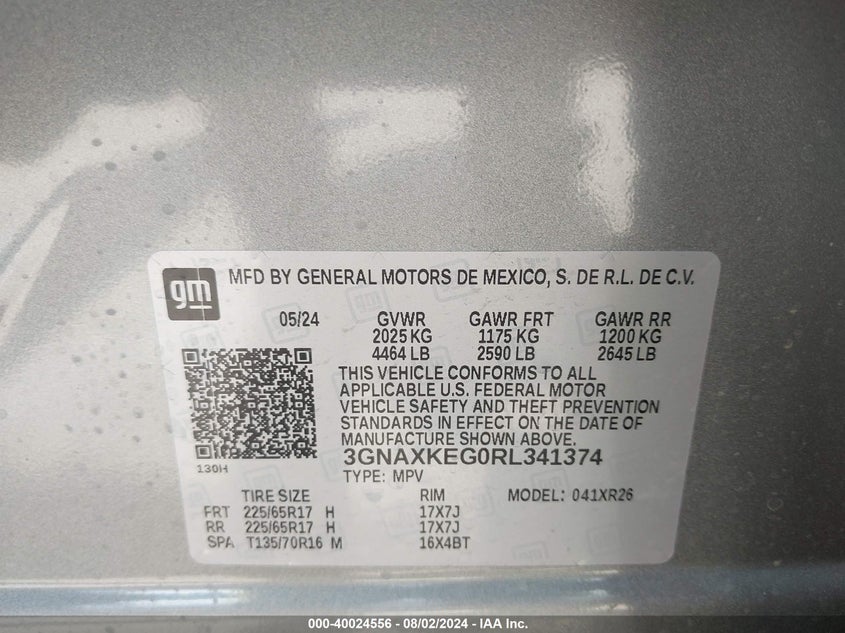 gm MFD BY GENERAL MOTORS DE MEXICO, S. DE R.L. DE C.V.
05/24 GVWR GAWR FRT GAWR RR
2025 KG 1175 KG 1200 KG
4464 LB 2590 LB 2645 LB
THIS VEHICLE CONFORMS TO ALL
APPLICABLE U.S. FEDERAL MOTOR
VEHICLE SAFETY AND THEFT PREVENTION
STANDARDS IN EFFECT ON THE DATE OF
MANUFACTURE SHOWN ABOVE.
130H
3GNAXKEG0RL341374
TYPE: MPV
TIRE SIZE RIM MODEL: 041XR26
FRT 225/65R17 H 17X7J
RR 225/65R17 H 17X7J
SPA T135/70R16 M 16X4BT
000-40024556 - 08/02/2024 - IAA Inc.